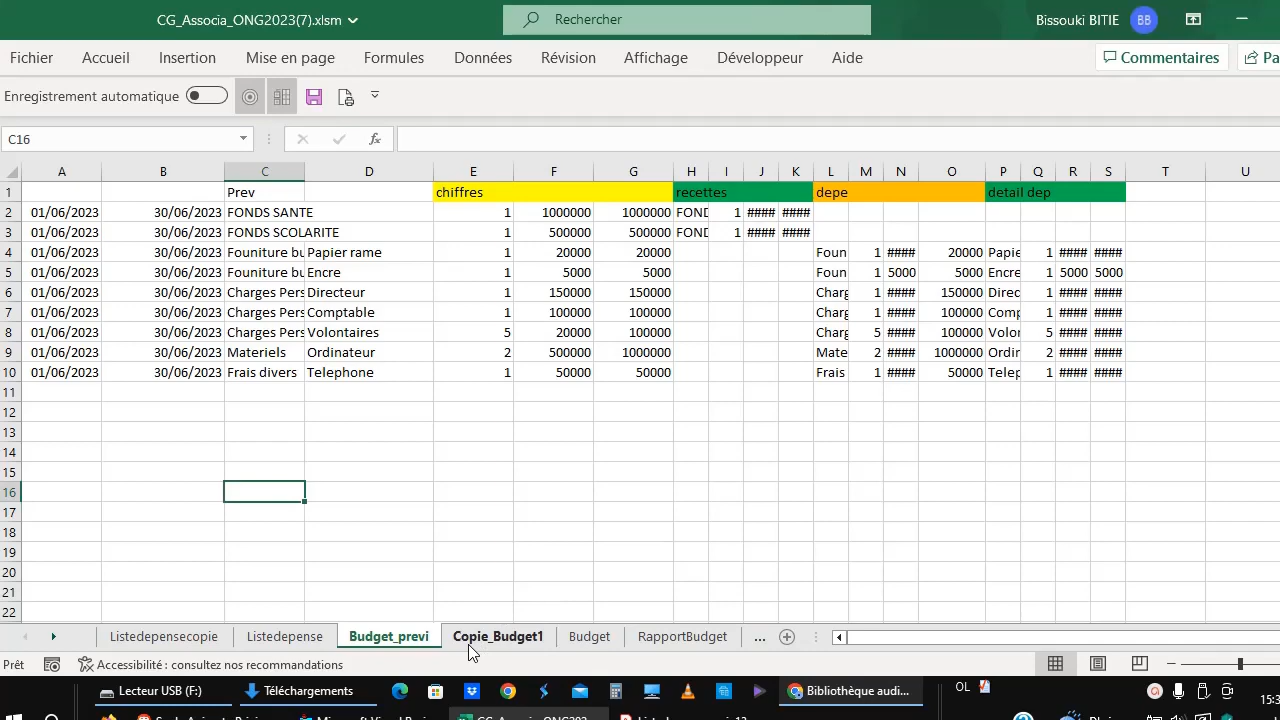 CG_Associa_ONG2023(7).xlsm
Rechercher
Bissouki BITIE BB
Fichier Accueil Insertion Mise en page Formules Données Révision Affichage Développeur Aide
Commentaires Pa
Enregistrement automatique
C16 fx
A B C D E F G H I J K L M N O P Q R S T U
1 Prev chiffres recettes depe detail dep
2 01/06/2023 30/06/2023 FONDS SANTE 1 1000000 1000000 FOND 1 #### ####
3 01/06/2023 30/06/2023 FONDS SCOLARITE 1 500000 500000 FOND 1 #### ####
4 01/06/2023 30/06/2023 Founiture bu Papier rame 1 20000 20000 Foun 1 #### 20000 Papie 1 #### ####
5 01/06/2023 30/06/2023 Founiture bu Encre 1 5000 5000 Foun 1 5000 5000 Encre 1 5000 5000
6 01/06/2023 30/06/2023 Charges Pers Directeur 1 150000 150000 Charg 1 #### 150000 Direc 1 #### ####
7 01/06/2023 30/06/2023 Charges Pers Comptable 1 100000 100000 Charg 1 #### 100000 Comp 1 #### ####
8 01/06/2023 30/06/2023 Charges Pers Volontaires 5 20000 100000 Charg 5 #### 100000 Volor 5 #### ####
9 01/06/2023 30/06/2023 Materiels Ordinateur 2 500000 1000000 Mate 2 #### 1000000 Ordir 2 #### ####
10 01/06/2023 30/06/2023 Frais divers Telephone 1 50000 50000 Frais 1 #### 50000 Telep 1 #### ####
11
12
13
14
15
16
17
18
19
20
21
22
Listedepensecopie Listedepense Budget_previ Copie_Budget1 Budget RapportBudget ...
Prêt Accessibilité : consultez nos recommandations
Lecteur USB (F:) Téléchargements Bibliothèque audi... OL
15:3